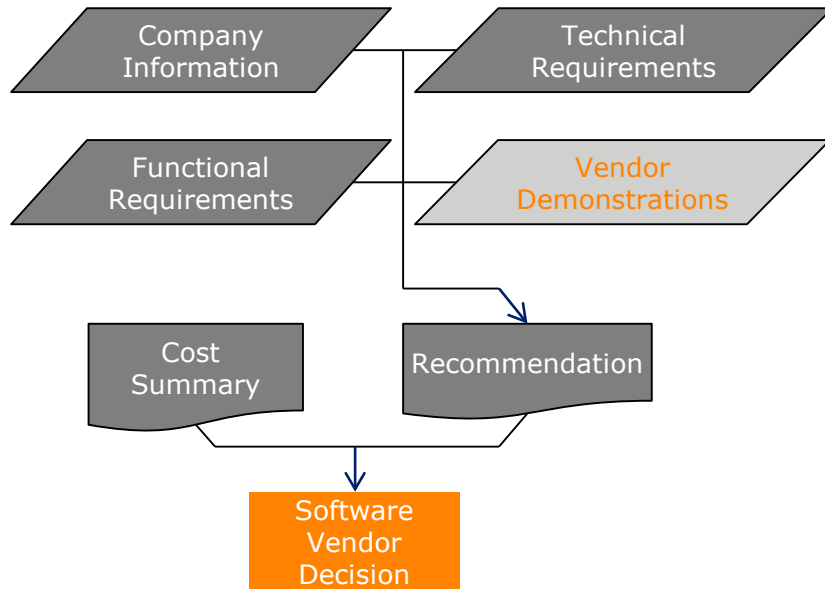 Company
Information
Technical
Requirements
Functional
Requirements
Vendor
Demonstrations
Cost
Summary
Recommendation
Software
Vendor
Decision